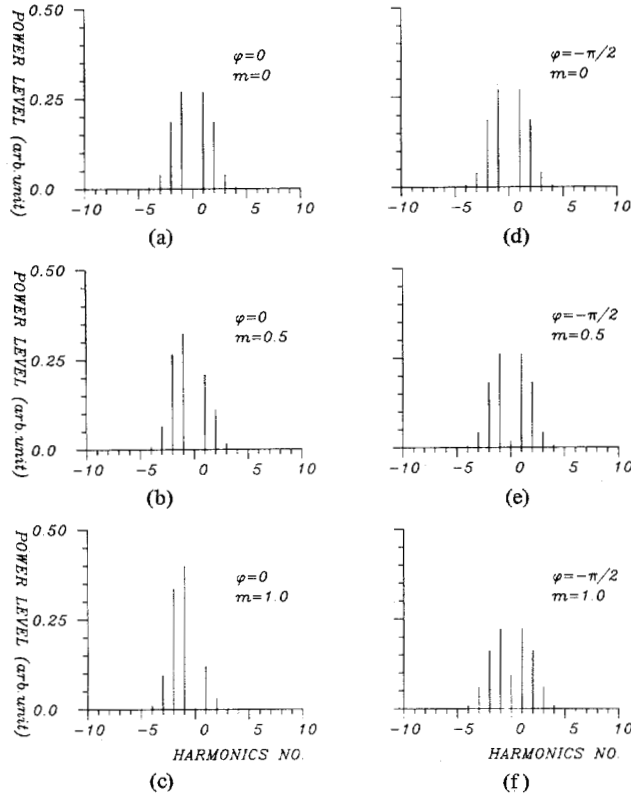 POWER LEVEL (arb.unit)
0.50
0.25
0.0
φ=0
m=0
-10 -5 0 5 10
(a)
φ=-π/2
m=0
-10 -5 0 5 10
(d)
POWER LEVEL (arb.unit)
0.50
0.25
0.0
φ=0
m=0.5
-10 -5 0 5 10
(b)
φ=-π/2
m=0.5
-10 -5 0 5 10
(e)
POWER LEVEL (arb.unit)
0.50
0.25
0.0
φ=0
m=1.0
-10 -5 0 5 10
HARMONICS NO.
(c)
φ=-π/2
m=1.0
-10 -5 0 5 10
HARMONICS NO.
(f)